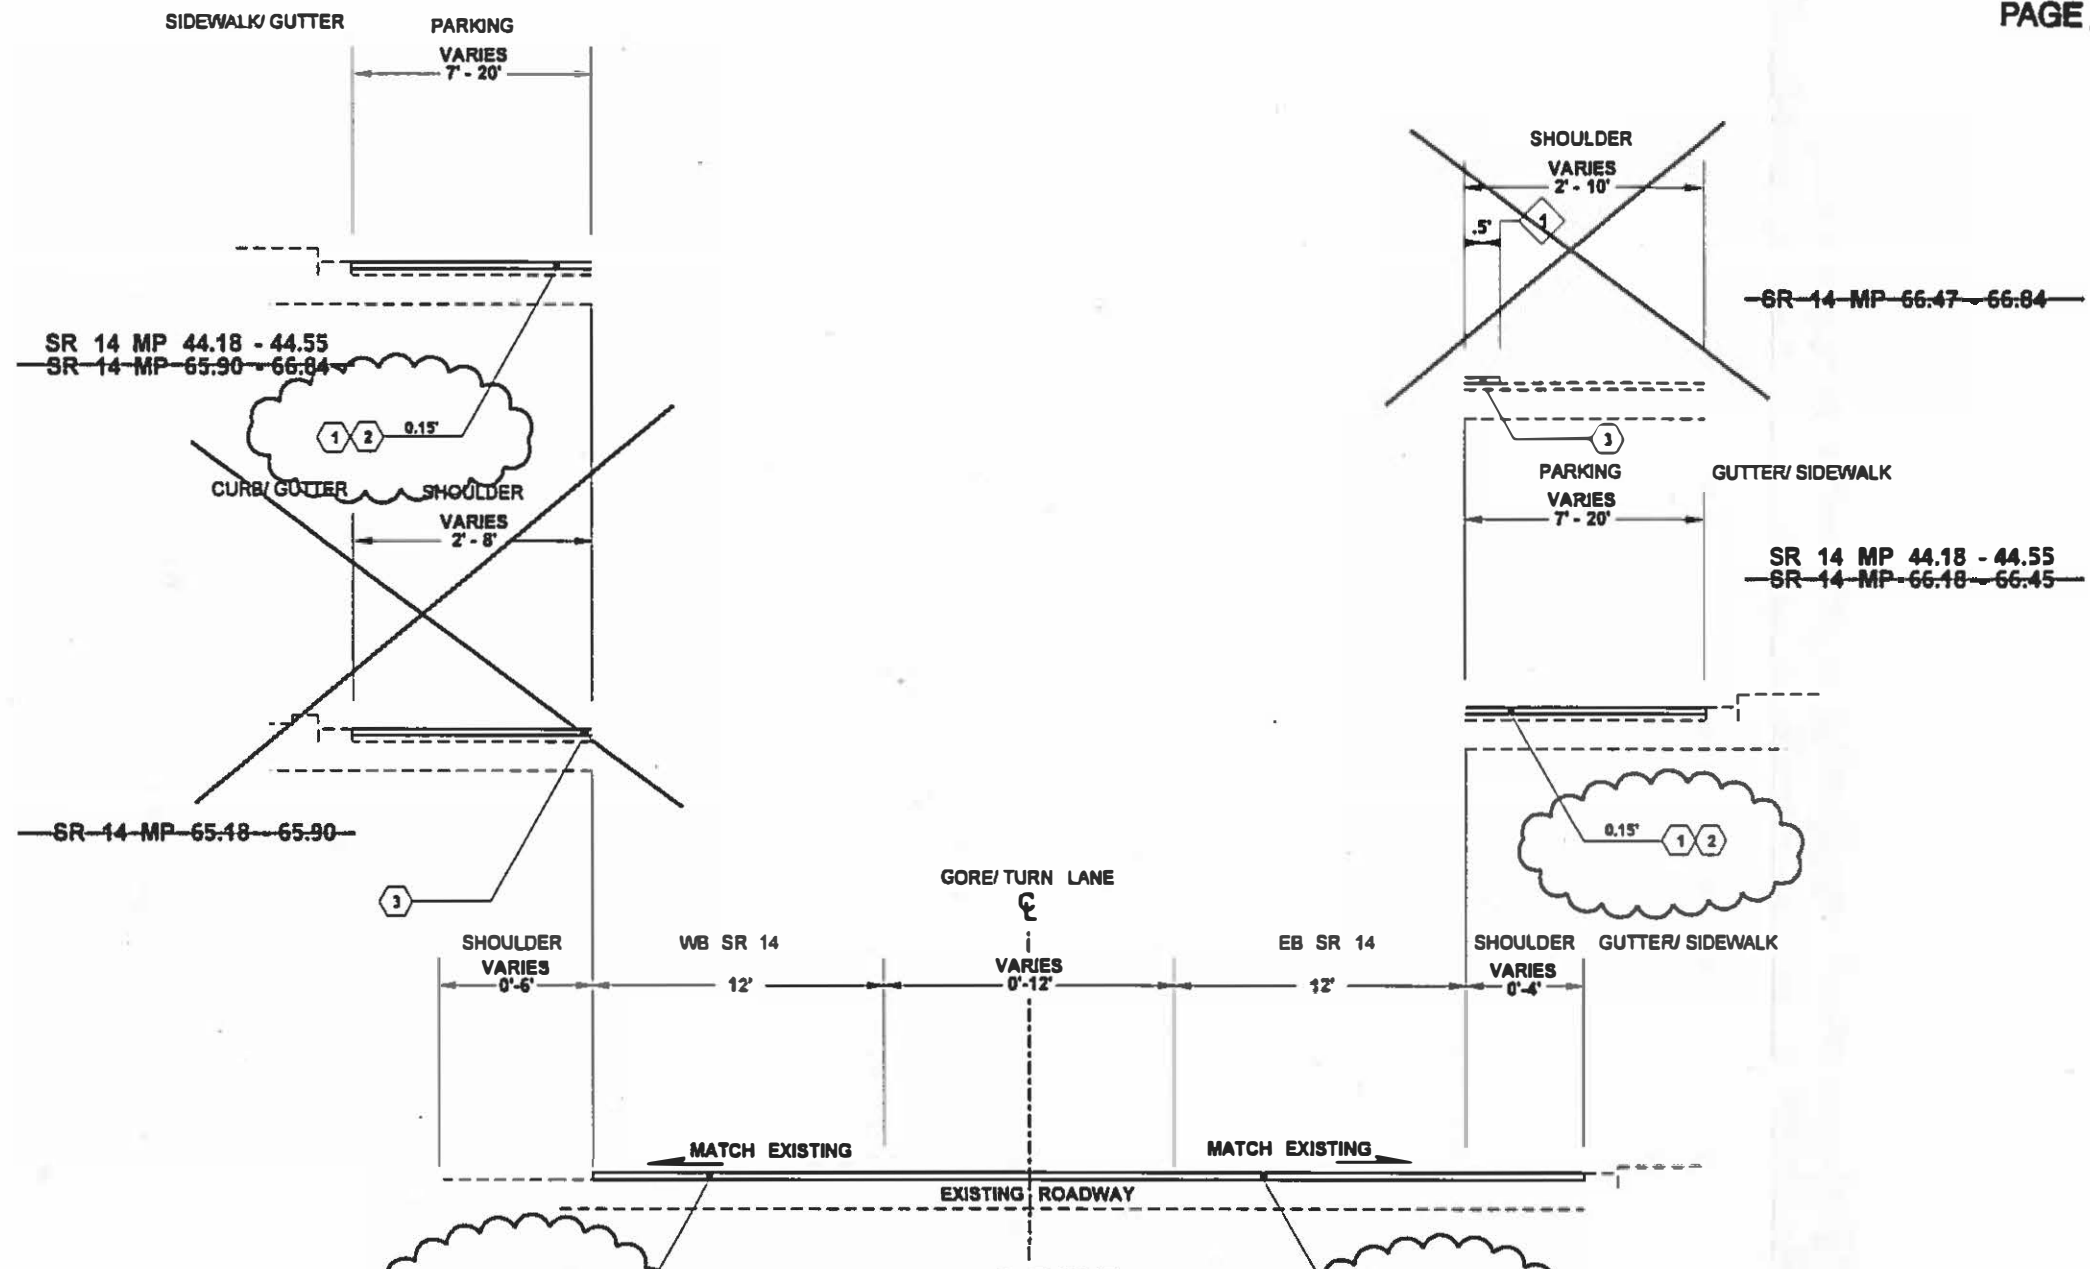 PAGE
SIDEWALK/ GUTTER
PARKING
VARIES
7' - 20'
SHOULDER
VARIES
2' - 10'
.5'
1
SR 14 MP 66.47 - 66.84
SR 14 MP 44.18 - 44.55
SR 14 MP 65.90 - 66.84
1 2 0.15'
3
CURB/ GUTTER
SHOULDER
VARIES
2' - 8'
PARKING
GUTTER/ SIDEWALK
VARIES
7' - 20'
SR 14 MP 44.18 - 44.55
SR 14 MP 66.18 - 66.45
SR 14 MP 65.18 - 65.90
0.15' 1 2
3
GORE/ TURN LANE
CL
SHOULDER
WB SR 14
EB SR 14
SHOULDER
GUTTER/ SIDEWALK
VARIES
0'-6'
12'
VARIES
0'-12'
12'
VARIES
0'-4'
MATCH EXISTING
MATCH EXISTING
EXISTING ROADWAY